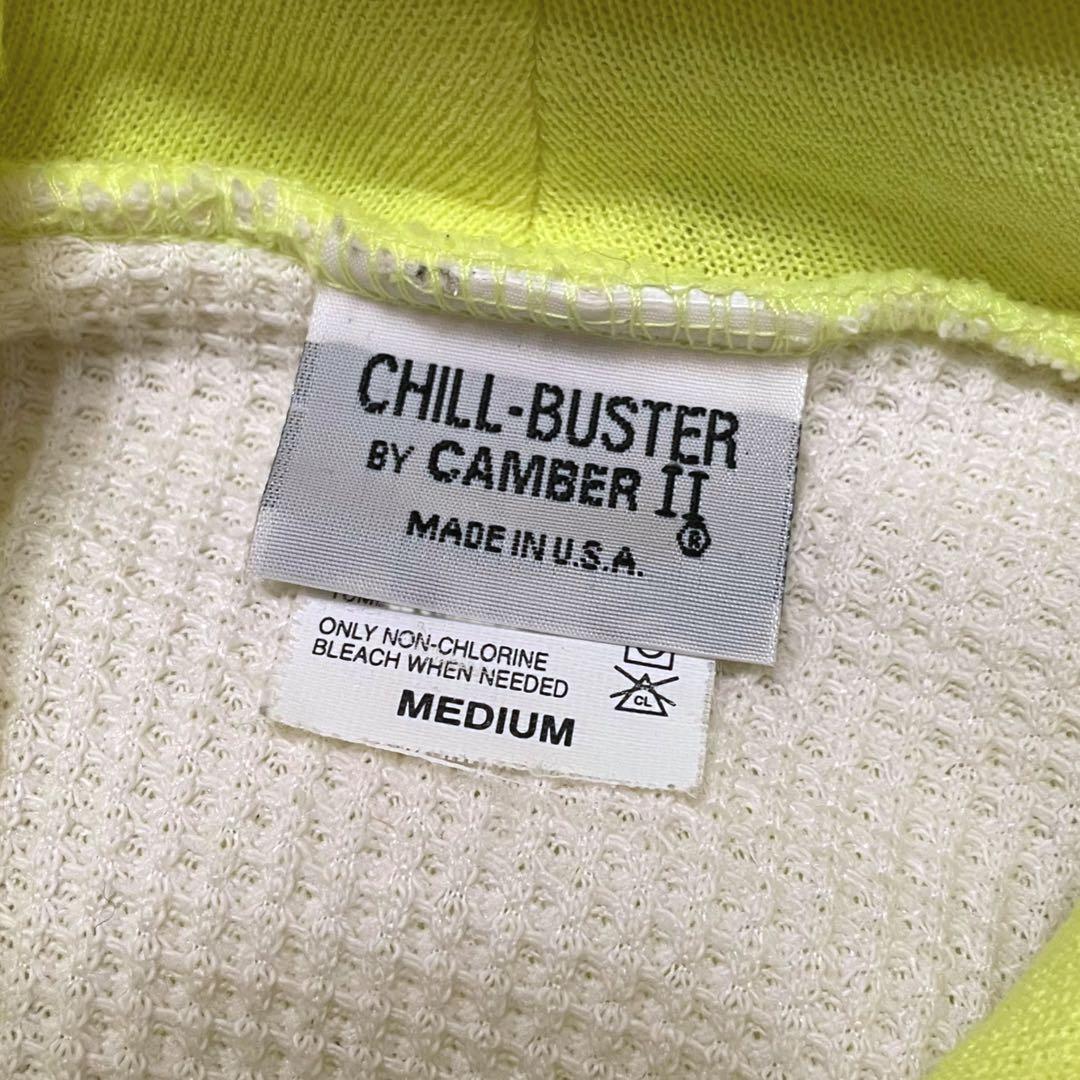 CHILL-BUSTER
BY CAMBER II®
MADE IN U.S.A.
ONLY NON-CHLORINE
BLEACH WHEN NEEDED
CL
MEDIUM